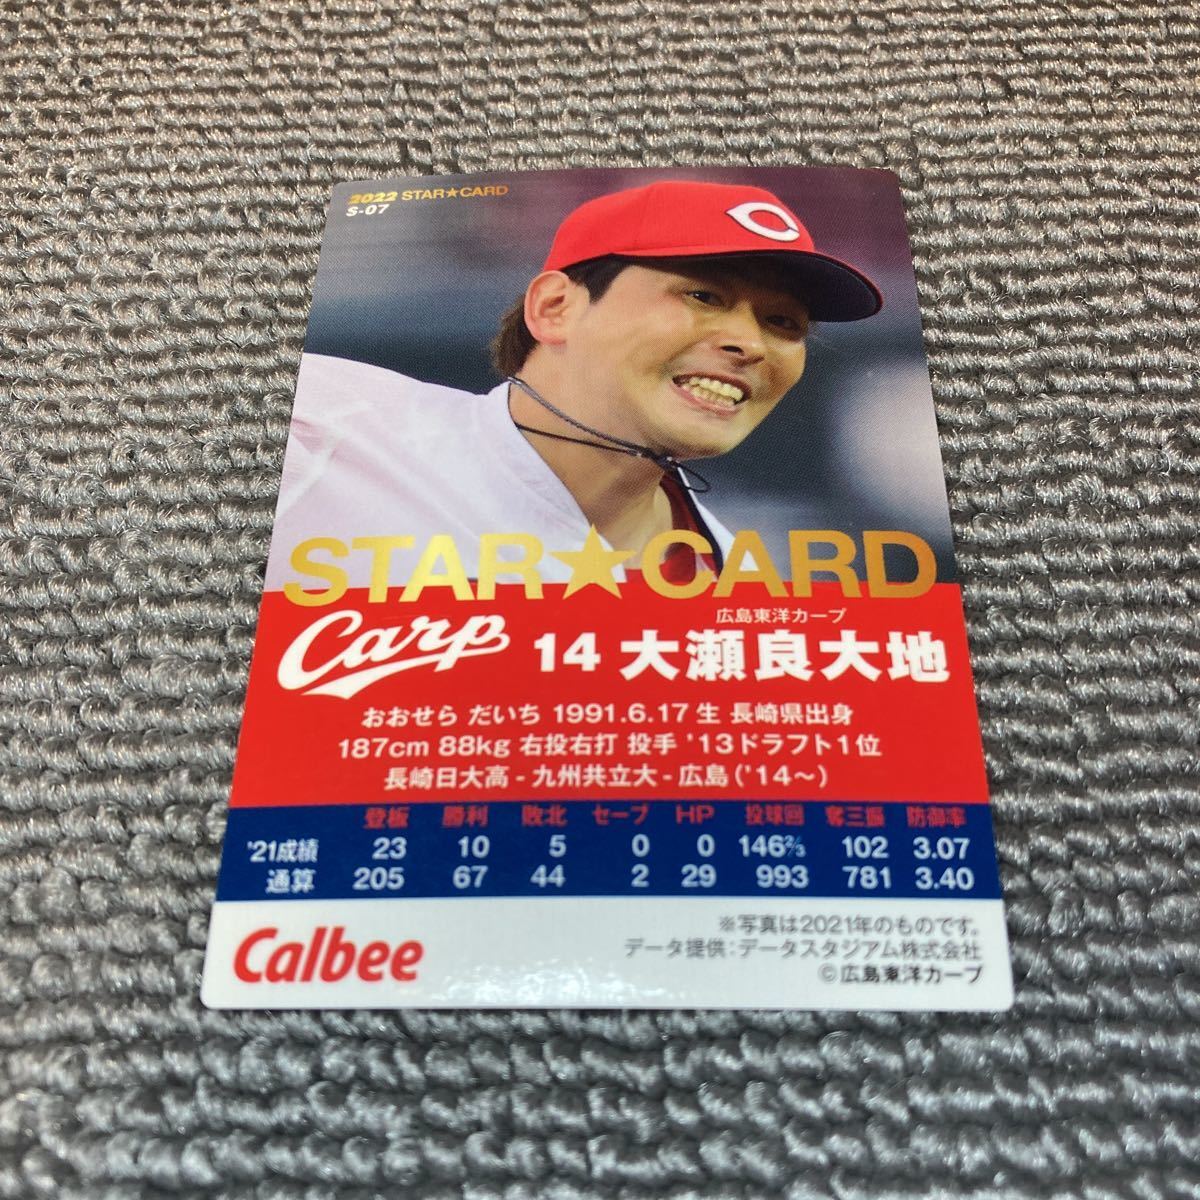 2022 STAR★CARD
S-07
C
STAR★CARD
Carp 14 大瀬良大地
広島東洋カープ
おおせら だいち 1991.6.17生 長崎県出身
187cm 88kg 右投右打 投手 '13ドラフト1位
長崎日大高-九州共立大-広島('14〜)
登板 勝利 敗北 セーブ HP 投球回 奪三振 防御率
'21成績 23 10 5 0 0 146⅔ 102 3.07
通算 205 67 44 2 29 993 781 3.40
Calbee
※写真は2021年のものです。
データ提供:データスタジアム株式会社
©広島東洋カープ